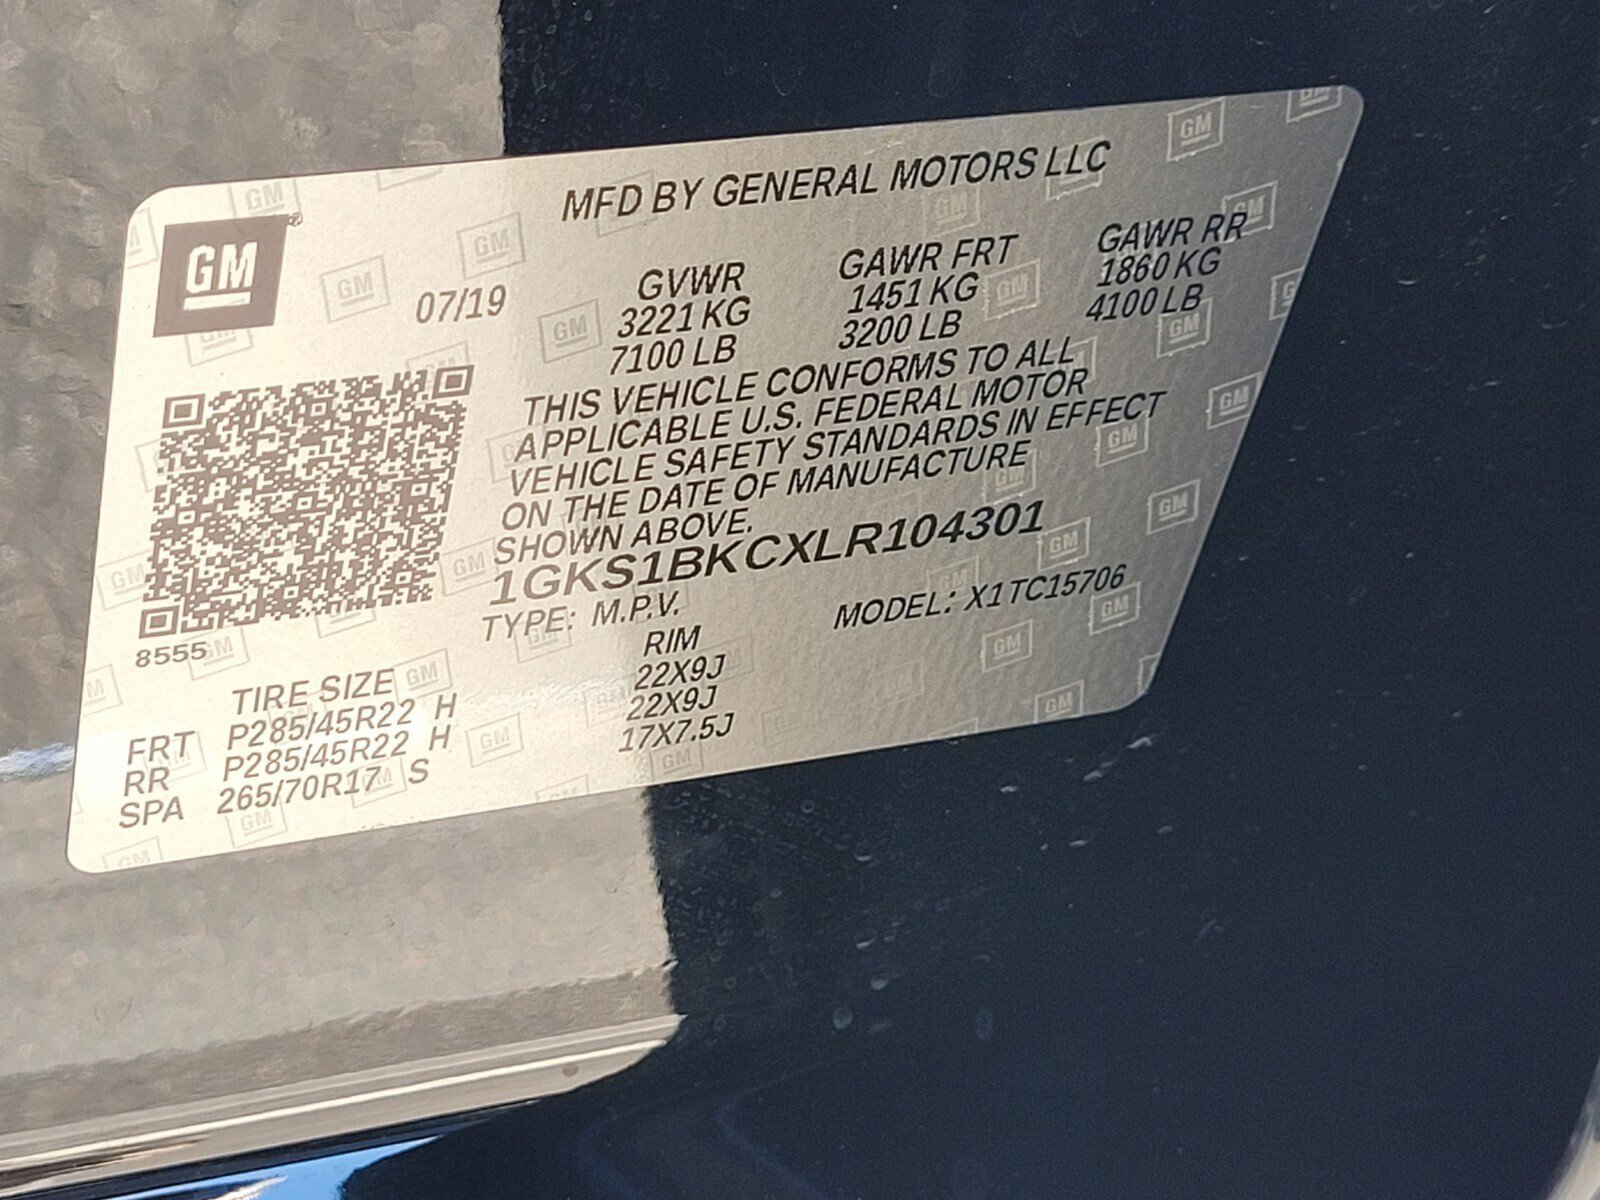 MFD BY GENERAL MOTORS LLC
GM
07/19
GVWR GAWR FRT GAWR RR
3221 KG 1451 KG 1860 KG
7100 LB 3200 LB 4100 LB
THIS VEHICLE CONFORMS TO ALL
APPLICABLE U.S. FEDERAL MOTOR
VEHICLE SAFETY STANDARDS IN EFFECT
ON THE DATE OF MANUFACTURE
SHOWN ABOVE.
1GKS1BKCXLR104301
TYPE: M.P.V. MODEL: X1TC15706
8555
TIRE SIZE RIM
FRT P285/45R22 H 22X9J
RR P285/45R22 H 22X9J
SPA 265/70R17 S 17X7.5J